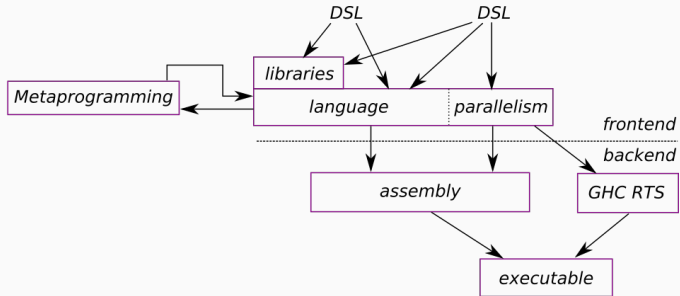 DSL
DSL
libraries
Metaprogramming
language
parallelism
frontend
backend
assembly
GHC RTS
executable